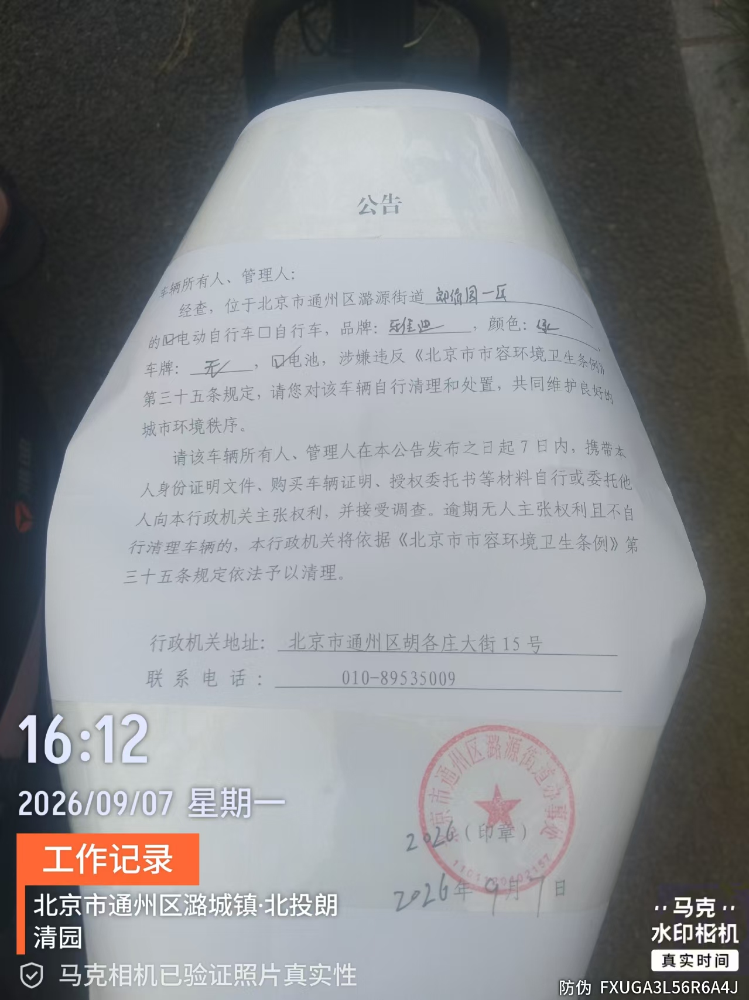 公告
车辆所有人、管理人：
经查，位于北京市通州区潞源街道 朗清园一区
的☑电动自行车☐自行车，品牌：雅迪，颜色：绿
车牌：无，☑电池，涉嫌违反《北京市市容环境卫生条例》
第三十五条规定，请您对该车辆自行清理和处置，共同维护良好的
城市环境秩序。
请该车辆所有人、管理人在本公告发布之日起7日内，携带本
人身份证明文件、购买车辆证明、授权委托书等材料自行或委托他
人向本行政机关主张权利，并接受调查。逾期无人主张权利且不自
行清理车辆的，本行政机关将依据《北京市市容环境卫生条例》第
三十五条规定依法予以清理。
行政机关地址：北京市通州区胡各庄大街15号
联系电话：010-89535009
北京市通州区潞源街道办事处
2026（印章）
2026年9月7日
16:12
2026/09/07 星期一
工作记录
北京市通州区潞城镇·北投朗
清园
马克相机已验证照片真实性
马克
水印相机
真实时间
防伪 FXUGA3L56R6A4J